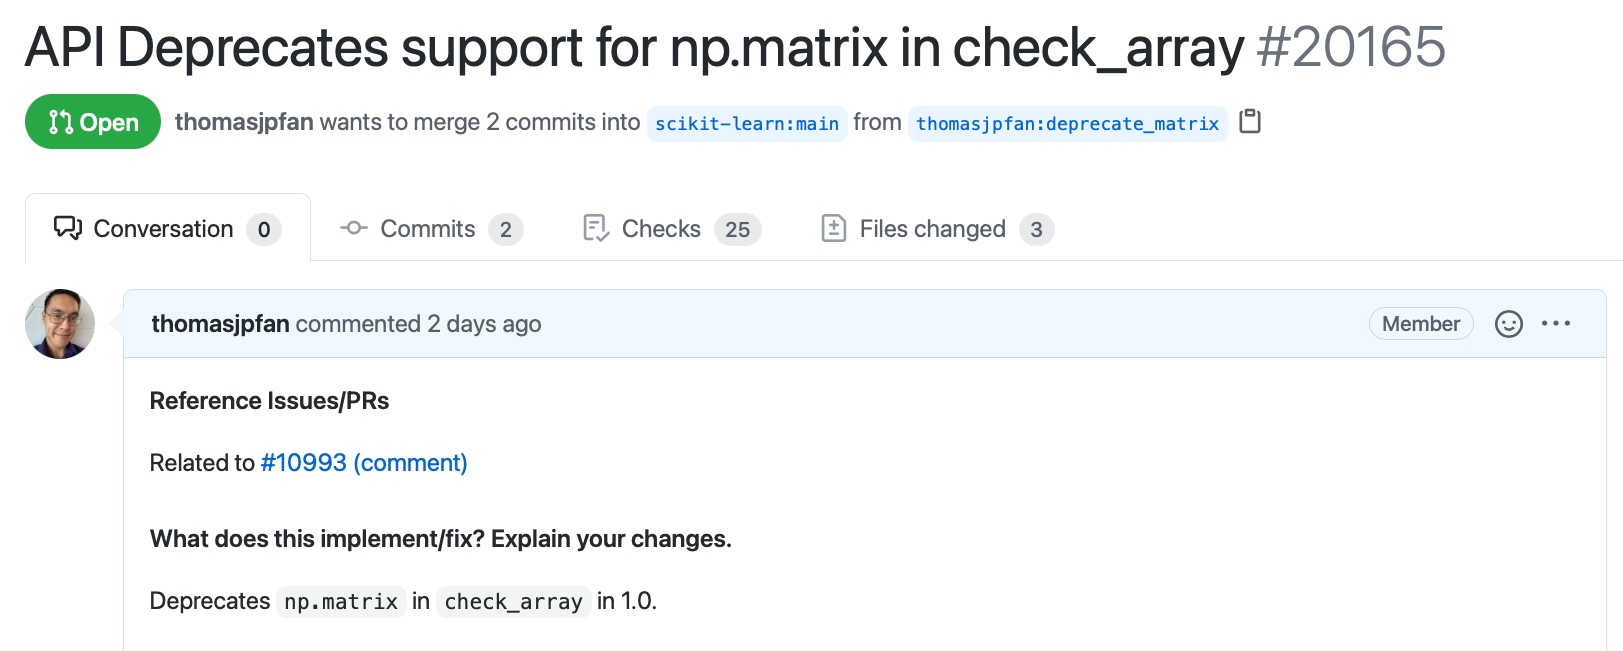 API Deprecates support for np.matrix in check_array #20165
Open thomasjpfan wants to merge 2 commits into scikit-learn:main from thomasjpfan:deprecate_matrix
Conversation 0 Commits 2 Checks 25 Files changed 3
thomasjpfan commented 2 days ago Member
Reference Issues/PRs
Related to #10993 (comment)
What does this implement/fix? Explain your changes.
Deprecates np.matrix in check_array in 1.0.